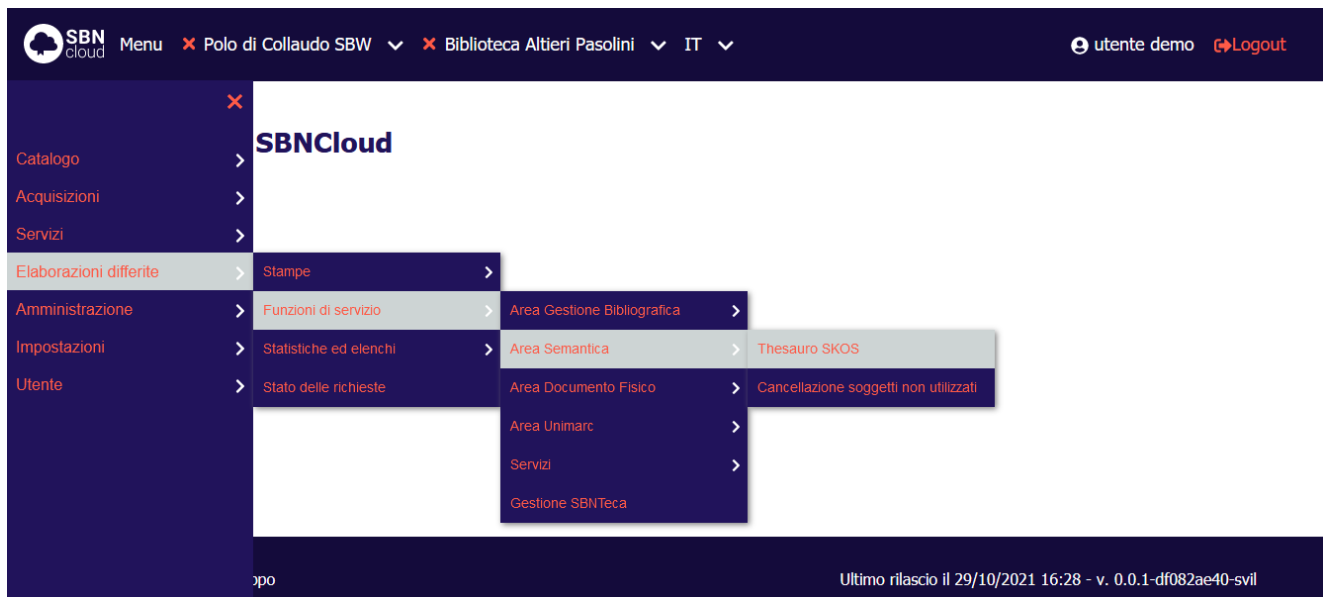 SBN cloud Menu Polo di Collaudo SBW Biblioteca Altieri Pasolini IT utente demo Logout
SBNCloud
Catalogo
Acquisizioni
Servizi
Elaborazioni differite
Amministrazione
Impostazioni
Utente
Stampe
Funzioni di servizio
Statistiche ed elenchi
Stato delle richieste
Area Gestione Bibliografica
Area Semantica
Area Documento Fisico
Area Unimarc
Servizi
Gestione SBNTeca
Thesauro SKOS
Cancellazione soggetti non utilizzati
Ultimo rilascio il 29/10/2021 16:28 - v. 0.0.1-df082ae40-svil